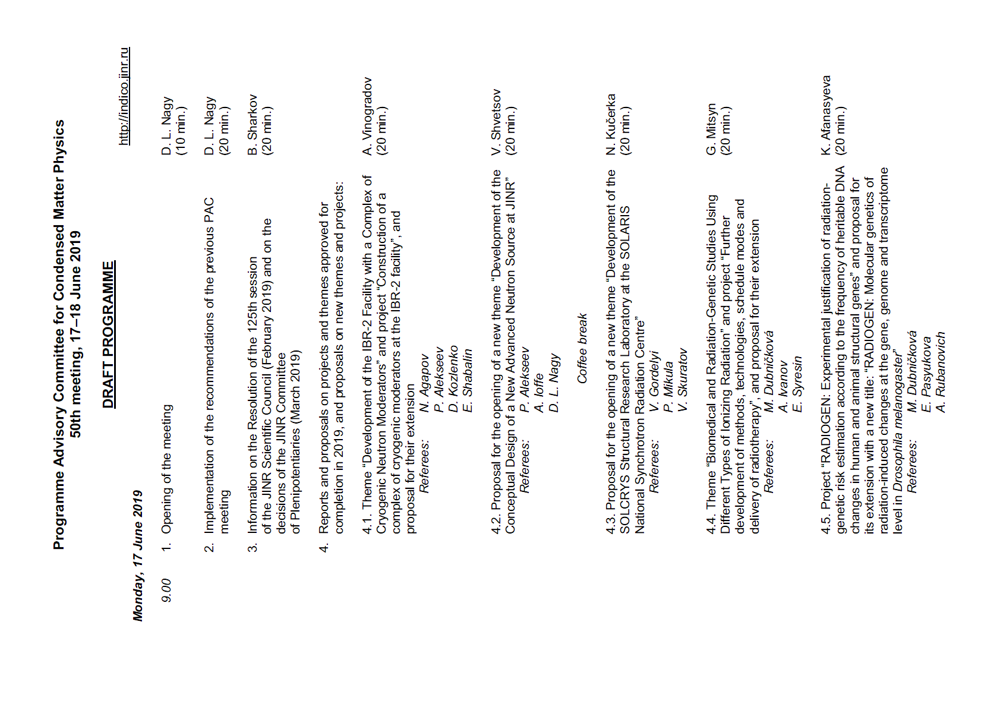 Programme Advisory Committee for Condensed Matter Physics
50th meeting, 17–18 June 2019
DRAFT PROGRAMME
http://indico.jinr.ru
Monday, 17 June 2019
9.00 1. Opening of the meeting D. L. Nagy
(10 min.)
2. Implementation of the recommendations of the previous PAC D. L. Nagy
meeting (20 min.)
3. Information on the Resolution of the 125th session B. Sharkov
of the JINR Scientific Council (February 2019) and on the (20 min.)
decisions of the JINR Committee
of Plenipotentiaries (March 2019)
4. Reports and proposals on projects and themes approved for
completion in 2019, and proposals on new themes and projects:
4.1. Theme “Development of the IBR-2 Facility with a Complex of A. Vinogradov
Cryogenic Neutron Moderators” and project “Construction of a (20 min.)
complex of cryogenic moderators at the IBR-2 facility”, and
proposal for their extension
Referees: N. Agapov
P. Alekseev
D. Kozlenko
E. Shabalin
4.2. Proposal for the opening of a new theme “Development of the V. Shvetsov
Conceptual Design of a New Advanced Neutron Source at JINR” (20 min.)
Referees: P. Alekseev
A. Ioffe
D. L. Nagy
Coffee break
4.3. Proposal for the opening of a new theme “Development of the N. Kučerka
SOLCRYS Structural Research Laboratory at the SOLARIS (20 min.)
National Synchrotron Radiation Centre”
Referees: V. Gordelyi
P. Mikula
V. Skuratov
4.4. Theme “Biomedical and Radiation-Genetic Studies Using G. Mitsyn
Different Types of Ionizing Radiation” and project “Further (20 min.)
development of methods, technologies, schedule modes and
delivery of radiotherapy”, and proposal for their extension
Referees: M. Dubničková
A. Ivanov
E. Syresin
4.5. Project “RADIOGEN: Experimental justification of radiation- K. Afanasyeva
genetic risk estimation according to the frequency of heritable DNA (20 min.)
changes in human and animal structural genes” and proposal for
its extension with a new title: “RADIOGEN: Molecular genetics of
radiation-induced changes at the gene, genome and transcriptome
level in Drosophila melanogaster”
Referees: M. Dubničková
E. Pasyukova
A. Rubanovich